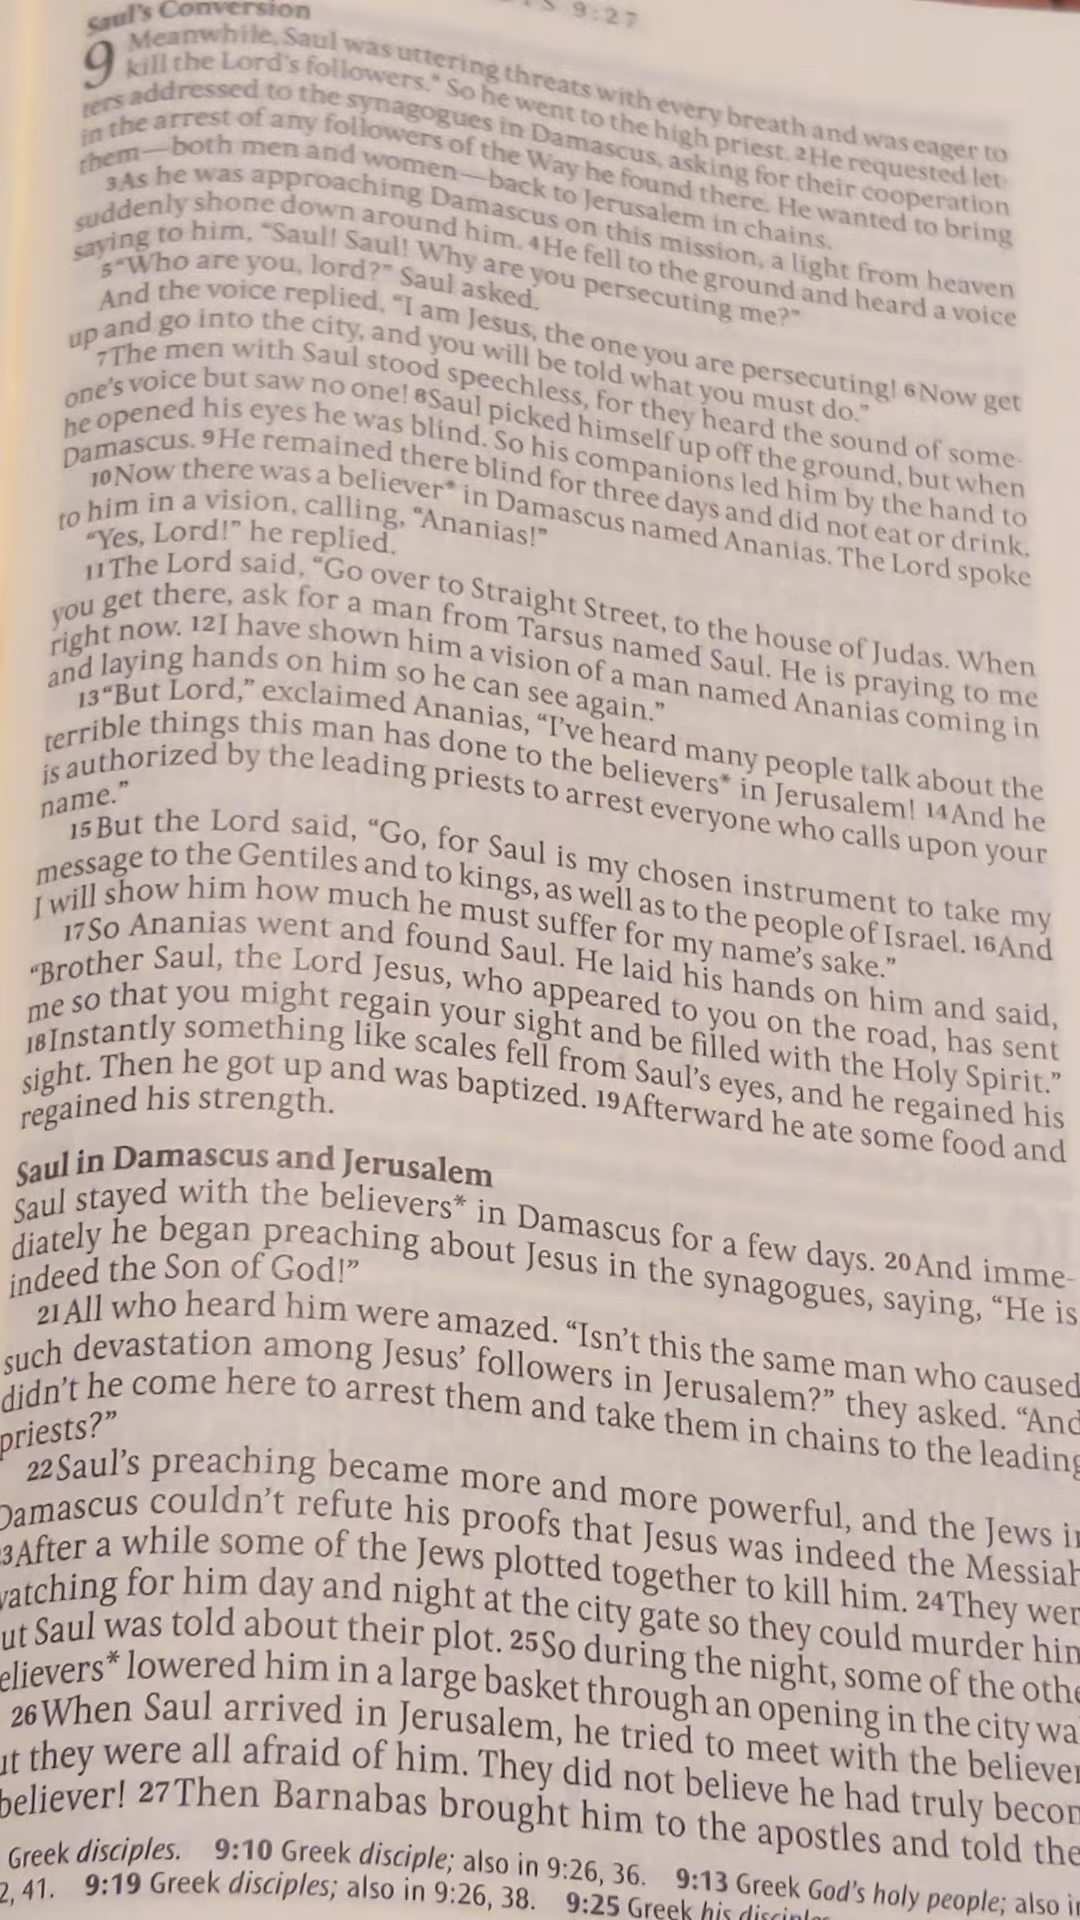 9:27
Saul's Conversion
9 Meanwhile, Saul was uttering threats with every breath and was eager to
kill the Lord's followers.* So he went to the high priest. 2He requested let-
ters addressed to the synagogues in Damascus, asking for their cooperation
in the arrest of any followers of the Way he found there. He wanted to bring
them—both men and women—back to Jerusalem in chains.
3As he was approaching Damascus on this mission, a light from heaven
suddenly shone down around him. 4He fell to the ground and heard a voice
saying to him, “Saul! Saul! Why are you persecuting me?”
5“Who are you, lord?” Saul asked.
And the voice replied, “I am Jesus, the one you are persecuting! 6Now get
up and go into the city, and you will be told what you must do.”
7The men with Saul stood speechless, for they heard the sound of some-
one's voice but saw no one! 8Saul picked himself up off the ground, but when
he opened his eyes he was blind. So his companions led him by the hand to
Damascus. 9He remained there blind for three days and did not eat or drink.
10Now there was a believer* in Damascus named Ananias. The Lord spoke
to him in a vision, calling, “Ananias!”
“Yes, Lord!” he replied.
11The Lord said, “Go over to Straight Street, to the house of Judas. When
you get there, ask for a man from Tarsus named Saul. He is praying to me
right now. 12I have shown him a vision of a man named Ananias coming in
and laying hands on him so he can see again.”
13“But Lord,” exclaimed Ananias, “I've heard many people talk about the
terrible things this man has done to the believers* in Jerusalem! 14And he
is authorized by the leading priests to arrest everyone who calls upon your
name.”
15But the Lord said, “Go, for Saul is my chosen instrument to take my
message to the Gentiles and to kings, as well as to the people of Israel. 16And
I will show him how much he must suffer for my name's sake.”
17So Ananias went and found Saul. He laid his hands on him and said,
“Brother Saul, the Lord Jesus, who appeared to you on the road, has sent
me so that you might regain your sight and be filled with the Holy Spirit.”
18Instantly something like scales fell from Saul's eyes, and he regained his
sight. Then he got up and was baptized. 19Afterward he ate some food and
regained his strength.
Saul in Damascus and Jerusalem
Saul stayed with the believers* in Damascus for a few days. 20And imme-
diately he began preaching about Jesus in the synagogues, saying, “He is
indeed the Son of God!”
21All who heard him were amazed. “Isn't this the same man who caused
such devastation among Jesus' followers in Jerusalem?” they asked. “And
didn't he come here to arrest them and take them in chains to the leading
priests?”
22Saul's preaching became more and more powerful, and the Jews in
Damascus couldn't refute his proofs that Jesus was indeed the Messiah
3After a while some of the Jews plotted together to kill him. 24They wer
atching for him day and night at the city gate so they could murder him
ut Saul was told about their plot. 25So during the night, some of the othe
elievers* lowered him in a large basket through an opening in the city wa
26When Saul arrived in Jerusalem, he tried to meet with the believer
ut they were all afraid of him. They did not believe he had truly becom
believer! 27Then Barnabas brought him to the apostles and told the
Greek disciples. 9:10 Greek disciple; also in 9:26, 36. 9:13 Greek God's holy people; also in
2, 41. 9:19 Greek disciples; also in 9:26, 38. 9:25 Greek his